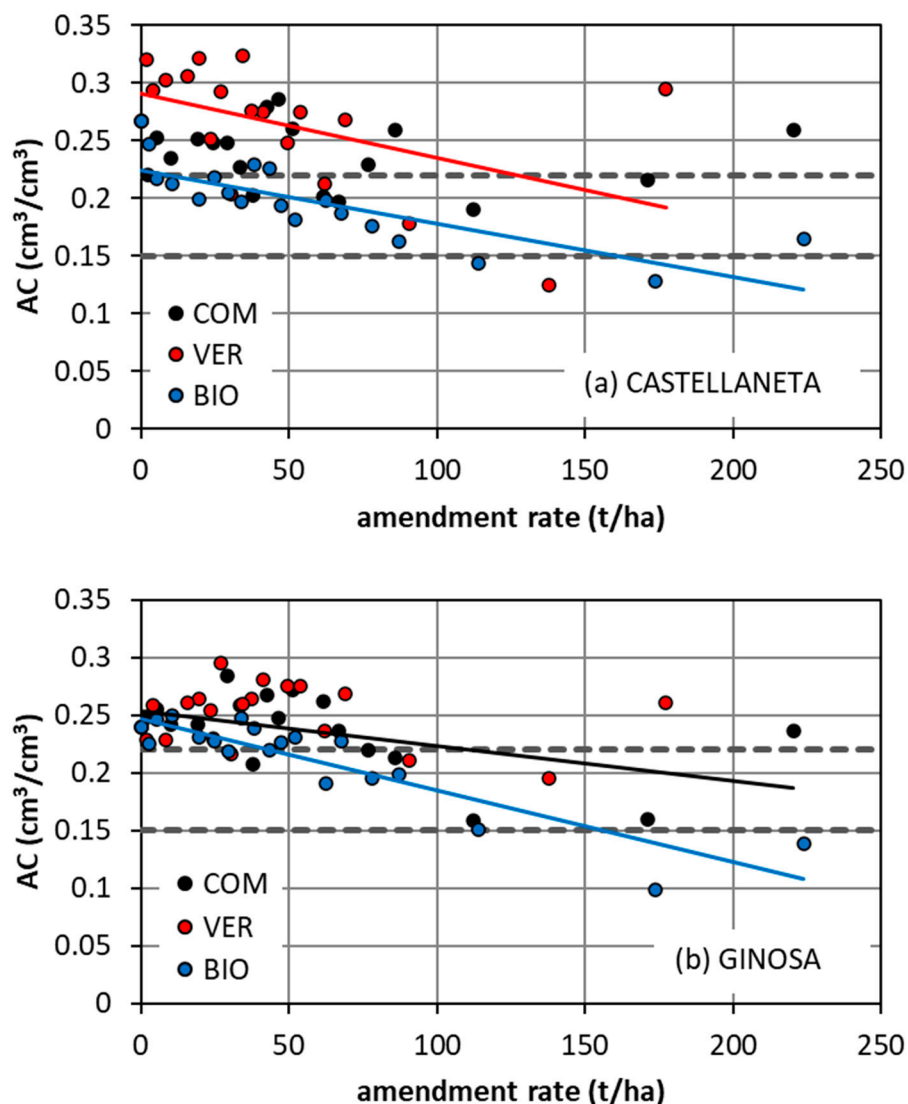 0.35
0.3
0.25
0.2
0.15
0.1
0.05
0
AC (cm³/cm³)
COM
VER
BIO
(a) CASTELLANETA
0 50 100 150 200 250
amendment rate (t/ha)
0.35
0.3
0.25
0.2
0.15
0.1
0.05
0
AC (cm³/cm³)
COM
VER
BIO
(b) GINOSA
0 50 100 150 200 250
amendment rate (t/ha)